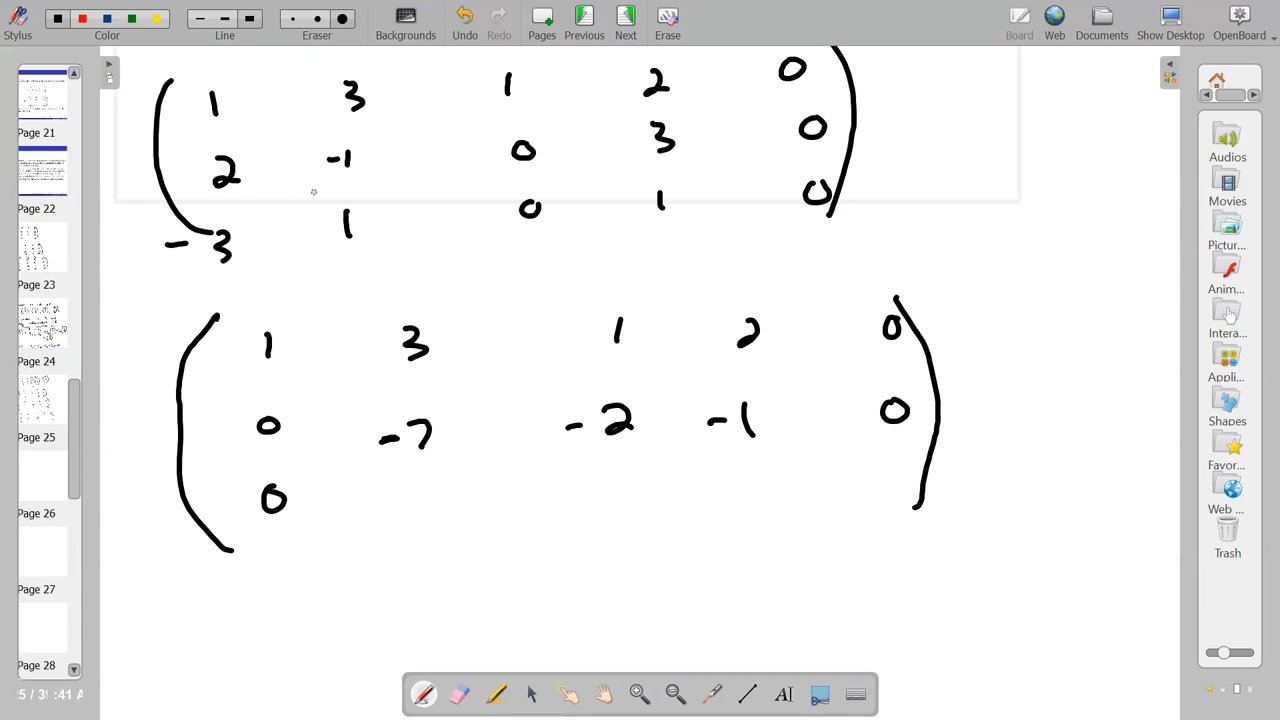 Stylus Color Line Eraser Backgrounds Undo Redo Pages Previous Next Erase Board Web Documents Show Desktop OpenBoard
Page 21
Page 22
Page 23
Page 24
Page 25
Page 26
Page 27
Page 28
1 3 1 2 0
2 -1 0 3 0
-3 1 0 1 0
1 3 1 2 0
0 -7 -2 -1 0
0
Audios
Movies
Pictur...
Anim...
Intera...
Appli...
Shapes
Favor...
Web ...
Trash